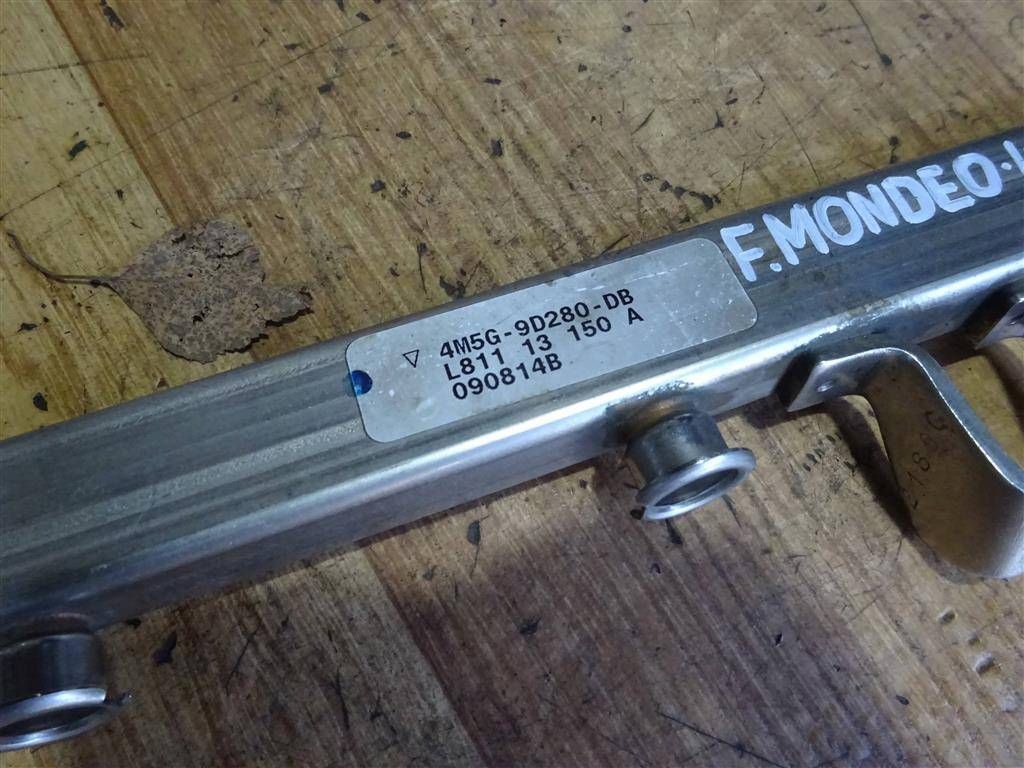 F.MONDEO
4M5G-9D280-DB
L811 13 150 A
090814B